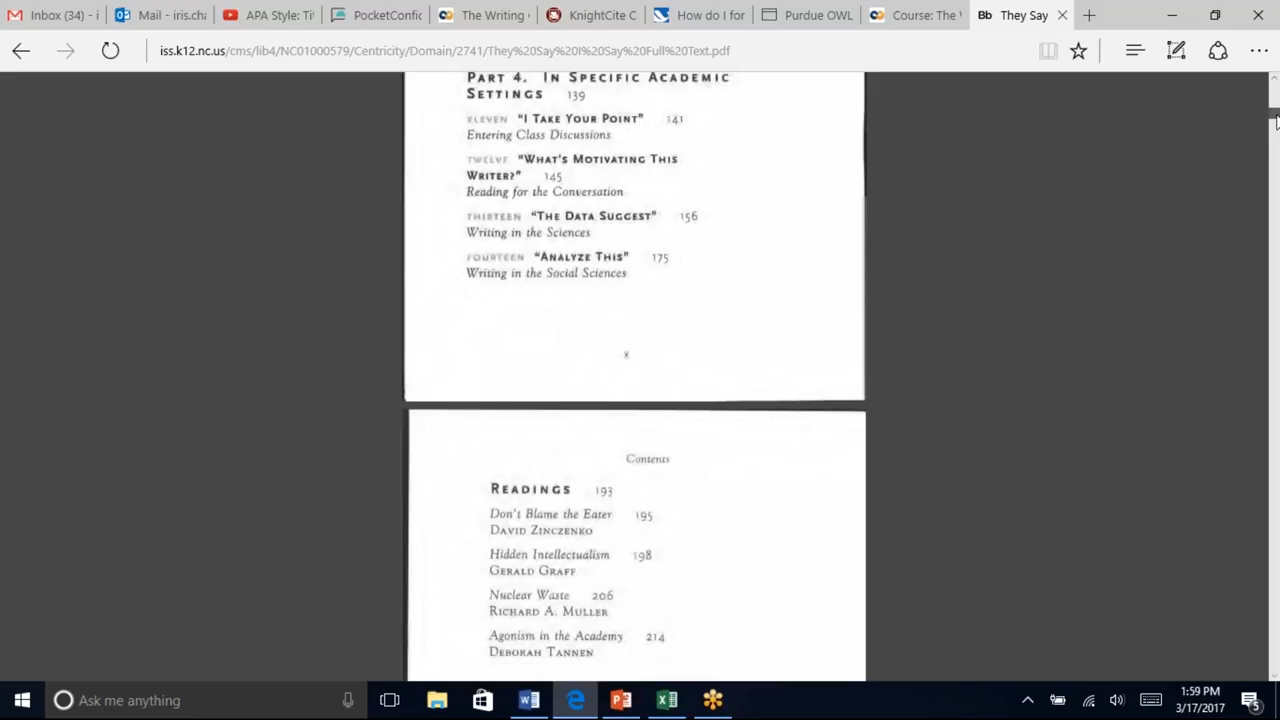 Inbox (34) - i
Mail - iris.cha
APA Style: Ti
PocketConfic
The Writing
KnightCite C
How do I for
Purdue OWL
Course: The
Bb They Say
iss.k12.nc.us/cms/lib4/NC01000579/Centricity/Domain/2741/They%20Say%20I%20Say%20Full%20Text.pdf
PART 4. IN SPECIFIC ACADEMIC
SETTINGS 139
ELEVEN "I TAKE YOUR POINT" 141
Entering Class Discussions
TWELVE "WHAT'S MOTIVATING THIS
WRITER?" 145
Reading for the Conversation
THIRTEEN "THE DATA SUGGEST" 156
Writing in the Sciences
FOURTEEN "ANALYZE THIS" 175
Writing in the Social Sciences
x
Contents
READINGS 193
Don't Blame the Eater 195
DAVID ZINCZENKO
Hidden Intellectualism 198
GERALD GRAFF
Nuclear Waste 206
RICHARD A. MULLER
Agonism in the Academy 214
DEBORAH TANNEN
Ask me anything
1:59 PM
3/17/2017
5